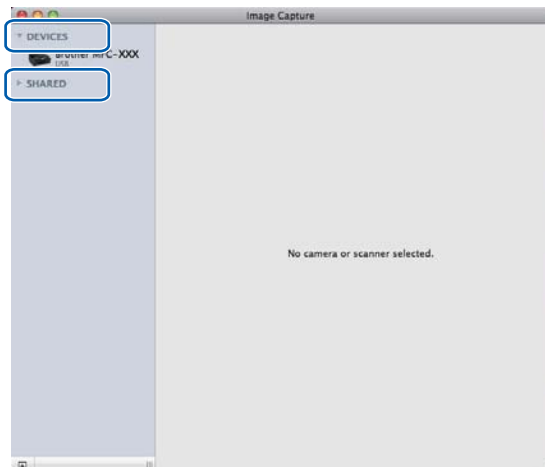 Image Capture
DEVICES
Brother MFC-XXX
USB
SHARED
No camera or scanner selected.